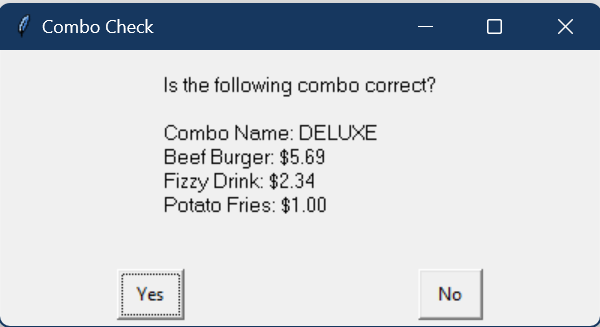 Combo Check
Is the following combo correct?
Combo Name: DELUXE
Beef Burger: $5.69
Fizzy Drink: $2.34
Potato Fries: $1.00
Yes No